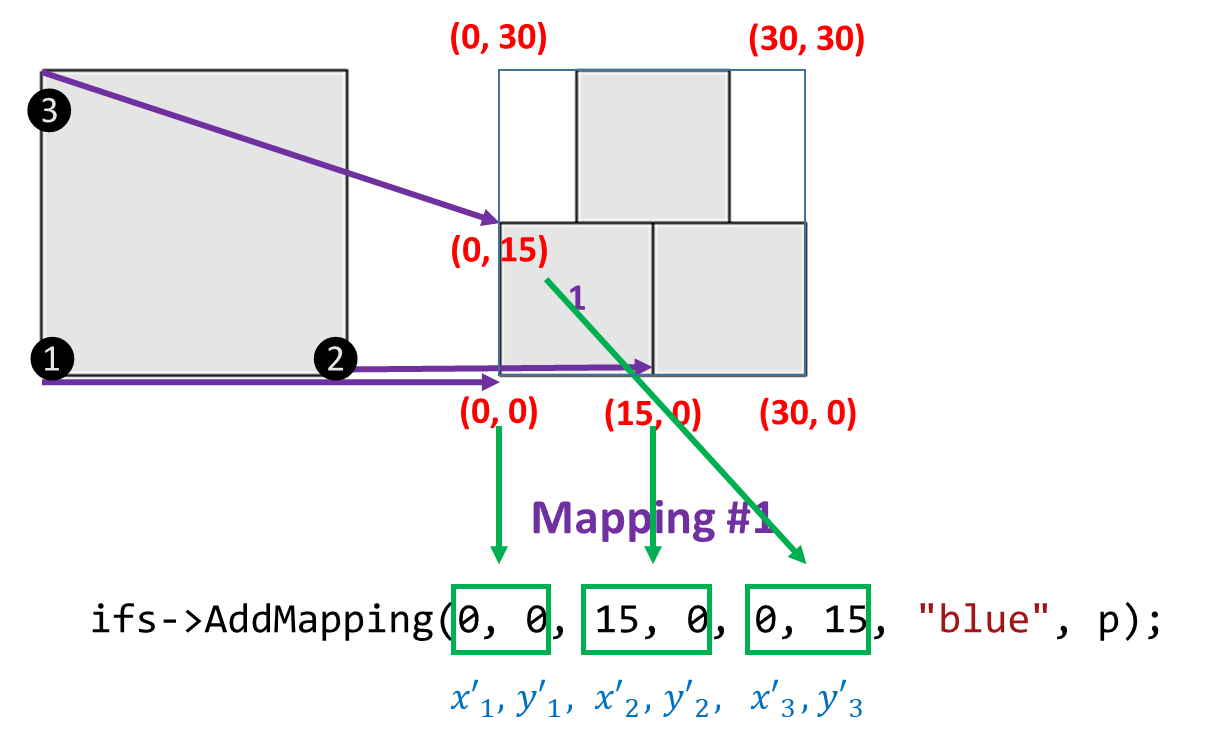 (0, 30) (30, 30)
3
(0, 15)
1
1 2
(0, 0) (15, 0) (30, 0)
Mapping #1
ifs->AddMapping(0, 0, 15, 0, 0, 15, "blue", p);
x′₁, y′₁, x′₂, y′₂, x′₃, y′₃